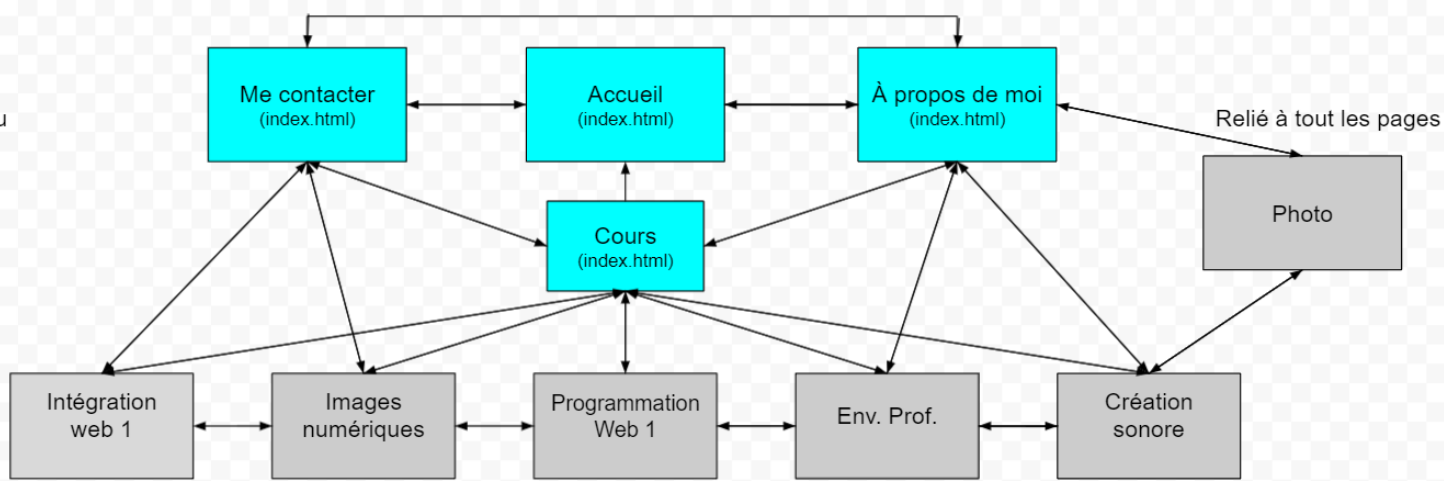 Me contacter
(index.html)
Accueil
(index.html)
À propos de moi
(index.html)
u
Relié à tout les pages
Photo
Cours
(index.html)
Intégration
web 1
Images
numériques
Programmation
Web 1
Env. Prof.
Création
sonore